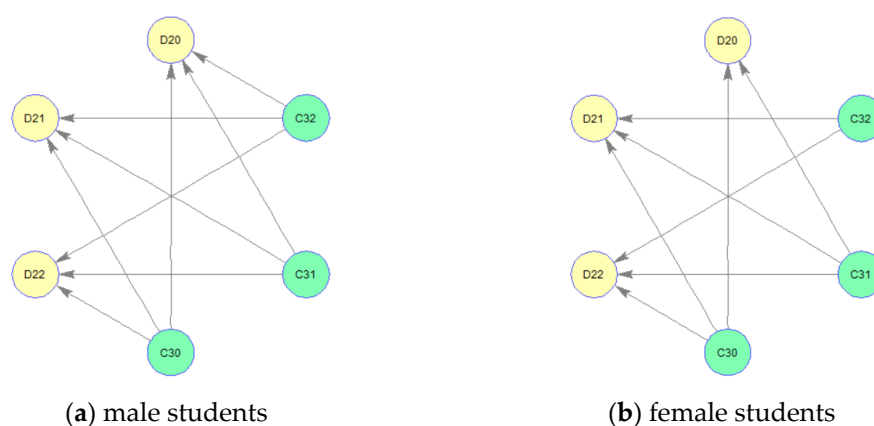 D20
D20
C32
C32
D21
D21
C31
C31
D22
D22
C30
C30
(a) male students
(b) female students